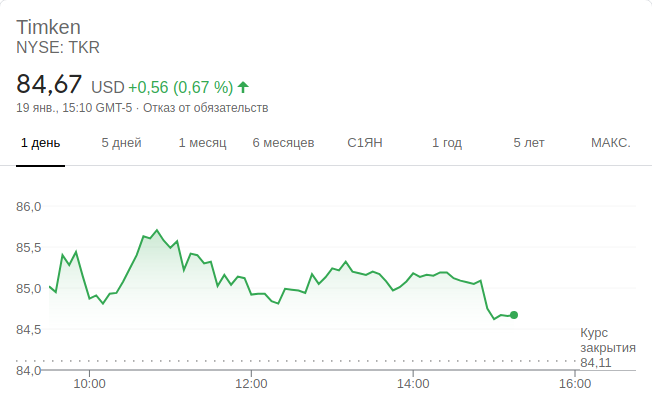 Timken
NYSE: TKR
84,67 USD +0,56 (0,67 %)
19 янв., 15:10 GMT-5 · Отказ от обязательств
1 день 5 дней 1 месяц 6 месяцев С1ЯН 1 год 5 лет МАКС.
86,0
85,5
85,0
84,5
84,0
Курс
закрытия
84,11
10:00 12:00 14:00 16:00